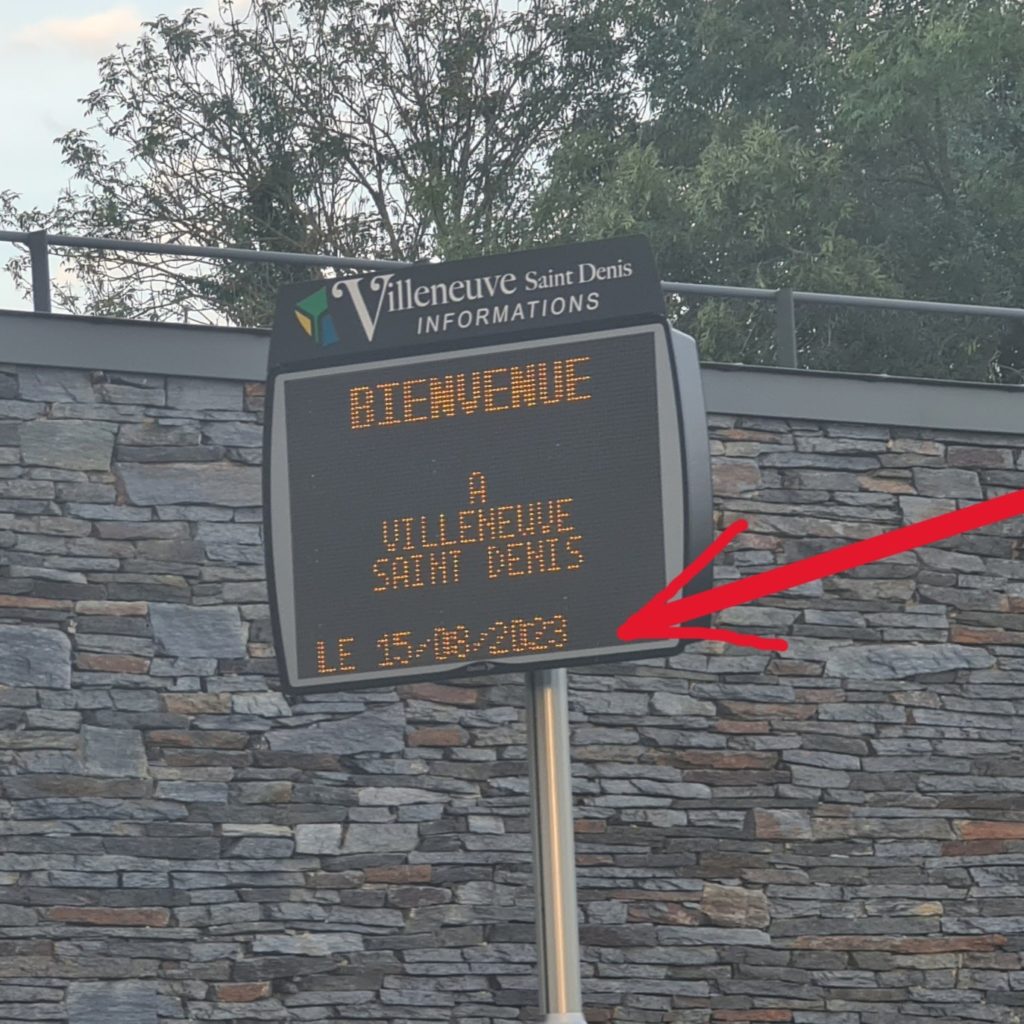 Villeneuve Saint Denis
INFORMATIONS
BIENVENUE
A
VILLENEUVE
SAINT DENIS
LE 15/08/2023